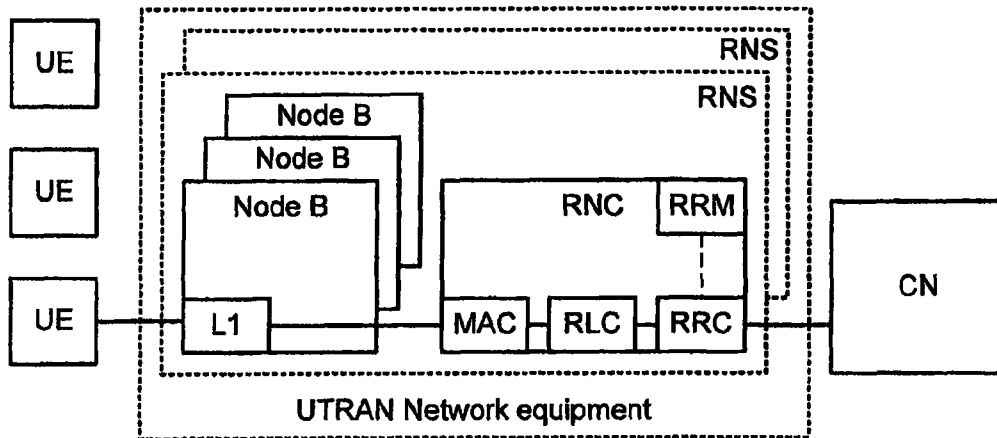 UE
UE
UE
RNS
RNS
Node B
Node B
Node B
L1
RNC
RRM
MAC
RLC
RRC
CN
UTRAN Network equipment